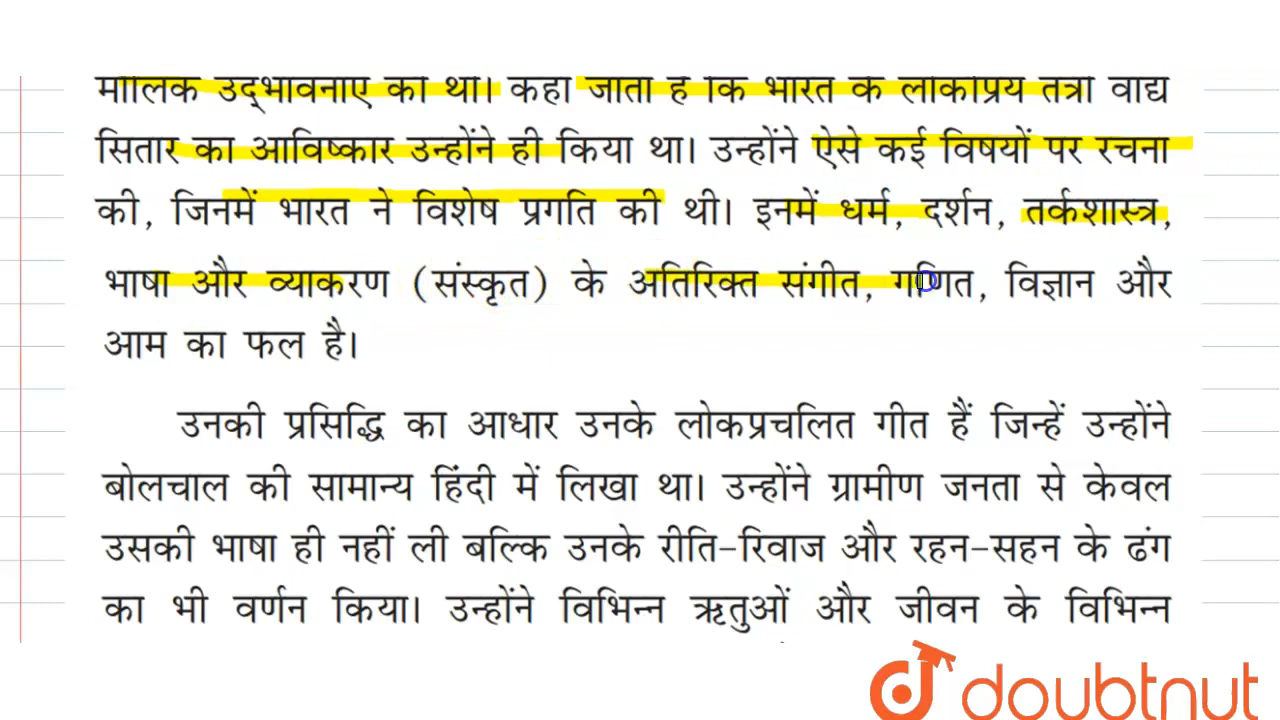 मौलिक उद्‌भावनाएँ का था। कहा जाता है कि भारत के लोकप्रिय तंत्री वाद्य
सितार का आविष्कार उन्होंने ही किया था। उन्होंने ऐसे कई विषयों पर रचना
की, जिनमें भारत ने विशेष प्रगति की थी। इनमें धर्म, दर्शन, तर्कशास्त्र,
भाषा और व्याकरण (संस्कृत) के अतिरिक्त संगीत, गणित, विज्ञान और
आम का फल है।
उनकी प्रसिद्धि का आधार उनके लोकप्रचलित गीत हैं जिन्हें उन्होंने
बोलचाल की सामान्य हिंदी में लिखा था। उन्होंने ग्रामीण जनता से केवल
उसकी भाषा ही नहीं ली बल्कि उनके रीति-रिवाज और रहन-सहन के ढंग
का भी वर्णन किया। उन्होंने विभिन्न ऋतुओं और जीवन के विभिन्न
doubtnut